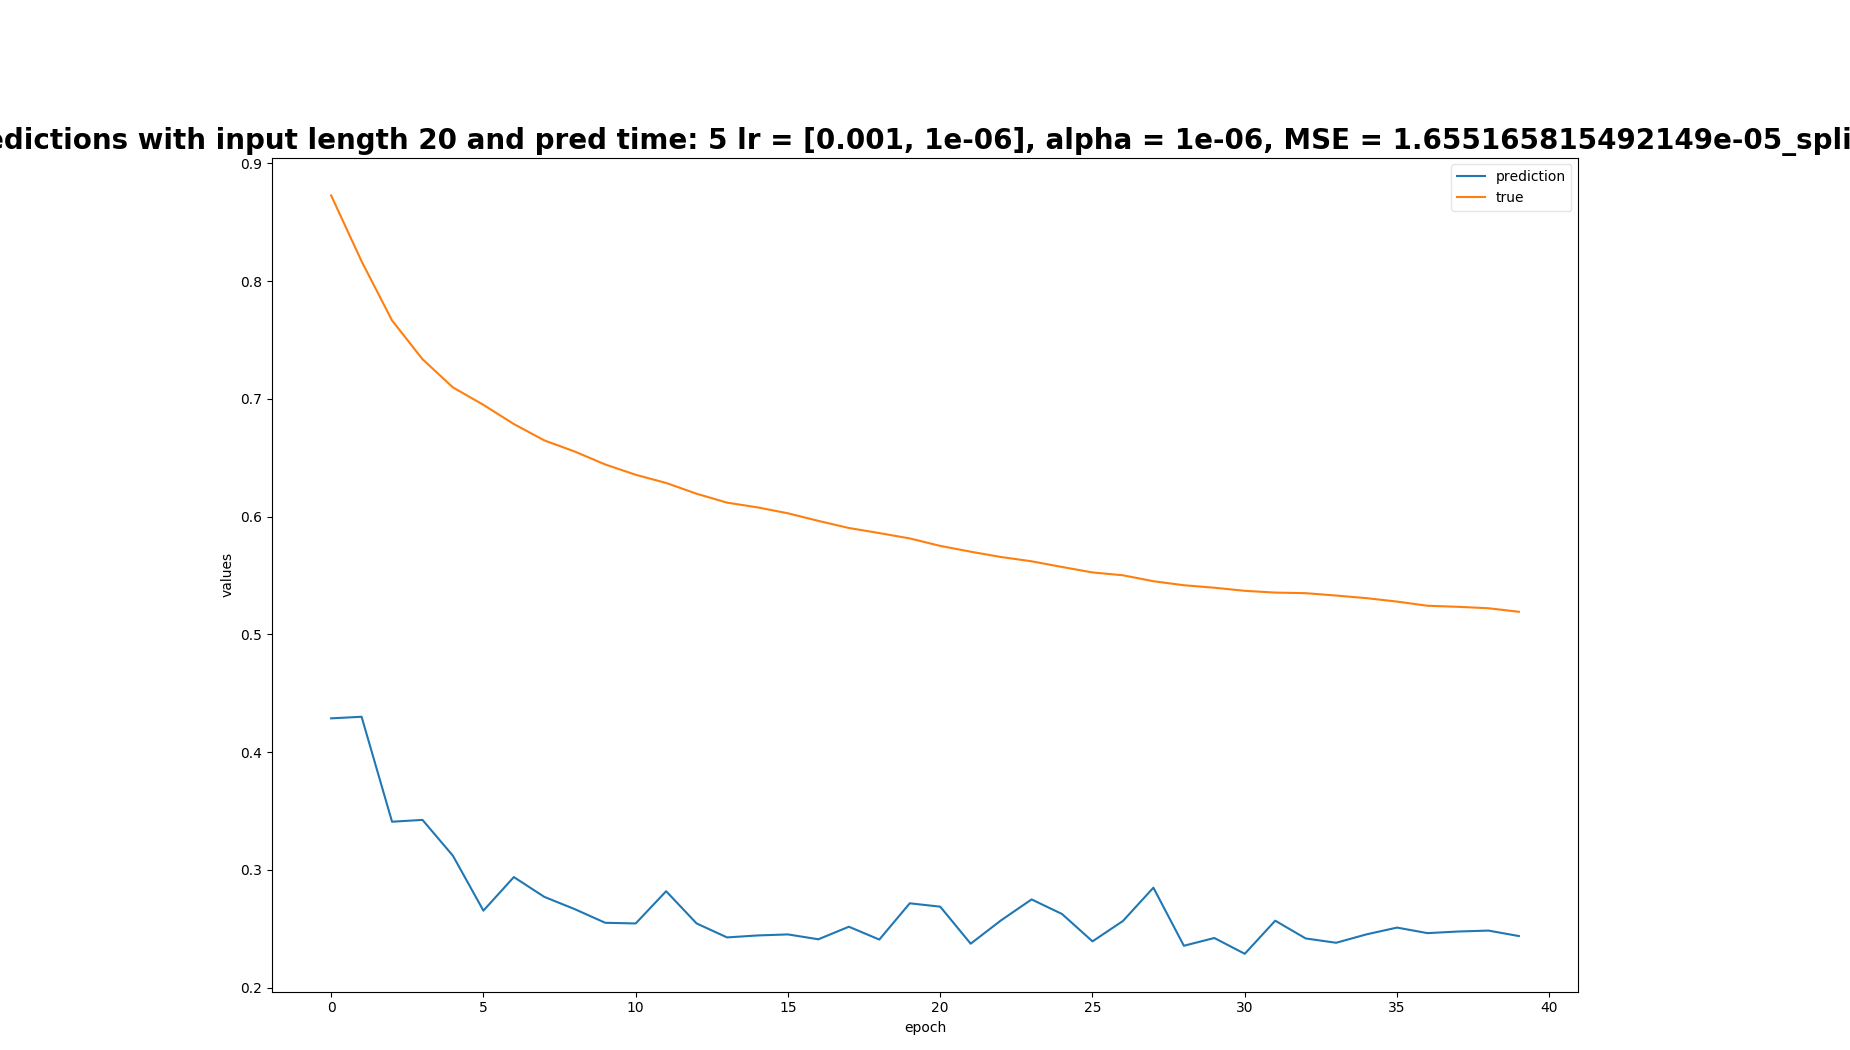 edictions with input length 20 and pred time: 5 lr = [0.001, 1e-06], alpha = 1e-06, MSE = 1.655165815492149e-05_spli
prediction
true
0.9
0.8
0.7
0.6
0.5
0.4
0.3
0.2
values
0 5 10 15 20 25 30 35 40
epoch